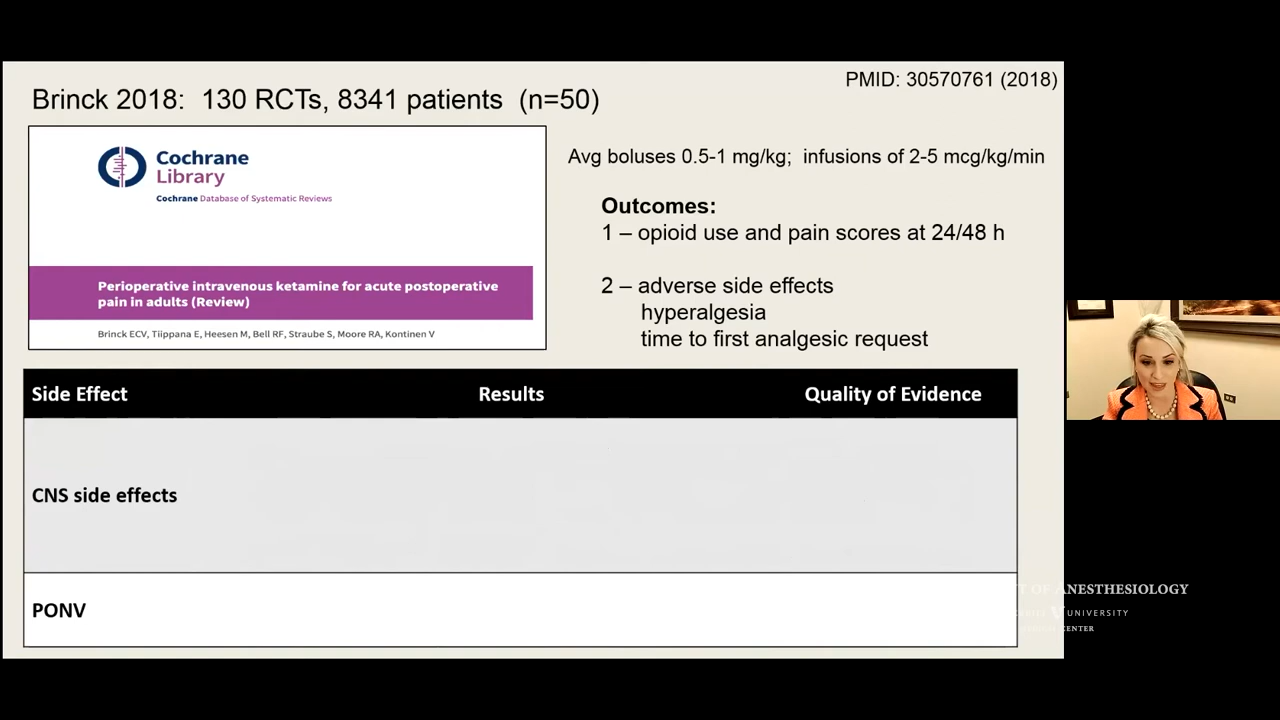 PMID: 30570761 (2018)
Brinck 2018: 130 RCTs, 8341 patients (n=50)
Cochrane
Library
Cochrane Database of Systematic Reviews
Perioperative intravenous ketamine for acute postoperative
pain in adults (Review)
Brinck ECV, Tiippana E, Heesen M, Bell RF, Straube S, Moore RA, Kontinen V
Avg boluses 0.5-1 mg/kg; infusions of 2-5 mcg/kg/min
Outcomes:
1 – opioid use and pain scores at 24/48 h
2 – adverse side effects
hyperalgesia
time to first analgesic request
Side Effect Results Quality of Evidence
CNS side effects
PONV
OF ANESTHESIOLOGY
UNIVERSITY
CENTER